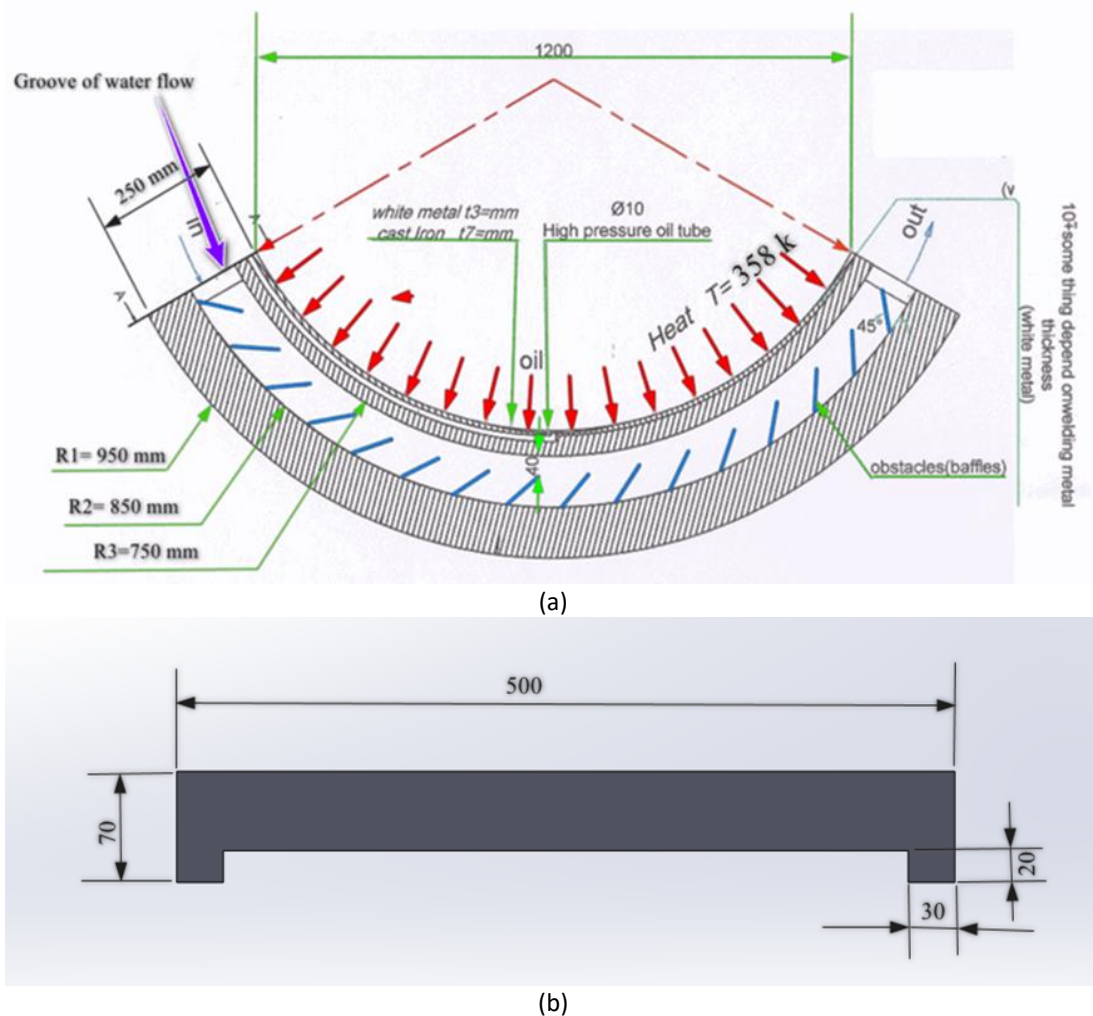 1200
Groove of water flow
250 mm
in
A
white metal t3=mm
cast Iron t7=mm
Ø10
High pressure oil tube
out
10∓some thing depend onwelding metal
thickness
(white metal)
Heat T= 358 k
45°
oil
40
R1= 950 mm
R2= 850 mm
R3=750 mm
obstacles(baffles)
(a)
500
70
20
30
(b)